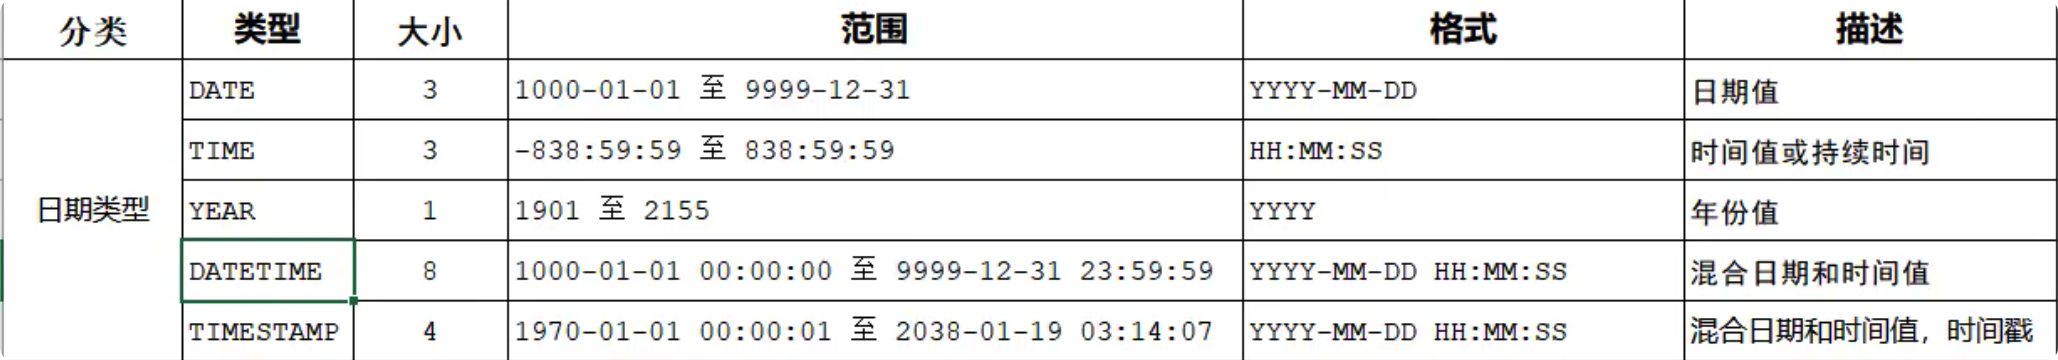 分类 类型 大小 范围 格式 描述
DATE 3 1000-01-01 至 9999-12-31 YYYY-MM-DD 日期值
TIME 3 -838:59:59 至 838:59:59 HH:MM:SS 时间值或持续时间
日期类型 YEAR 1 1901 至 2155 YYYY 年份值
DATETIME 8 1000-01-01 00:00:00 至 9999-12-31 23:59:59 YYYY-MM-DD HH:MM:SS 混合日期和时间值
TIMESTAMP 4 1970-01-01 00:00:01 至 2038-01-19 03:14:07 YYYY-MM-DD HH:MM:SS 混合日期和时间值，时间戳